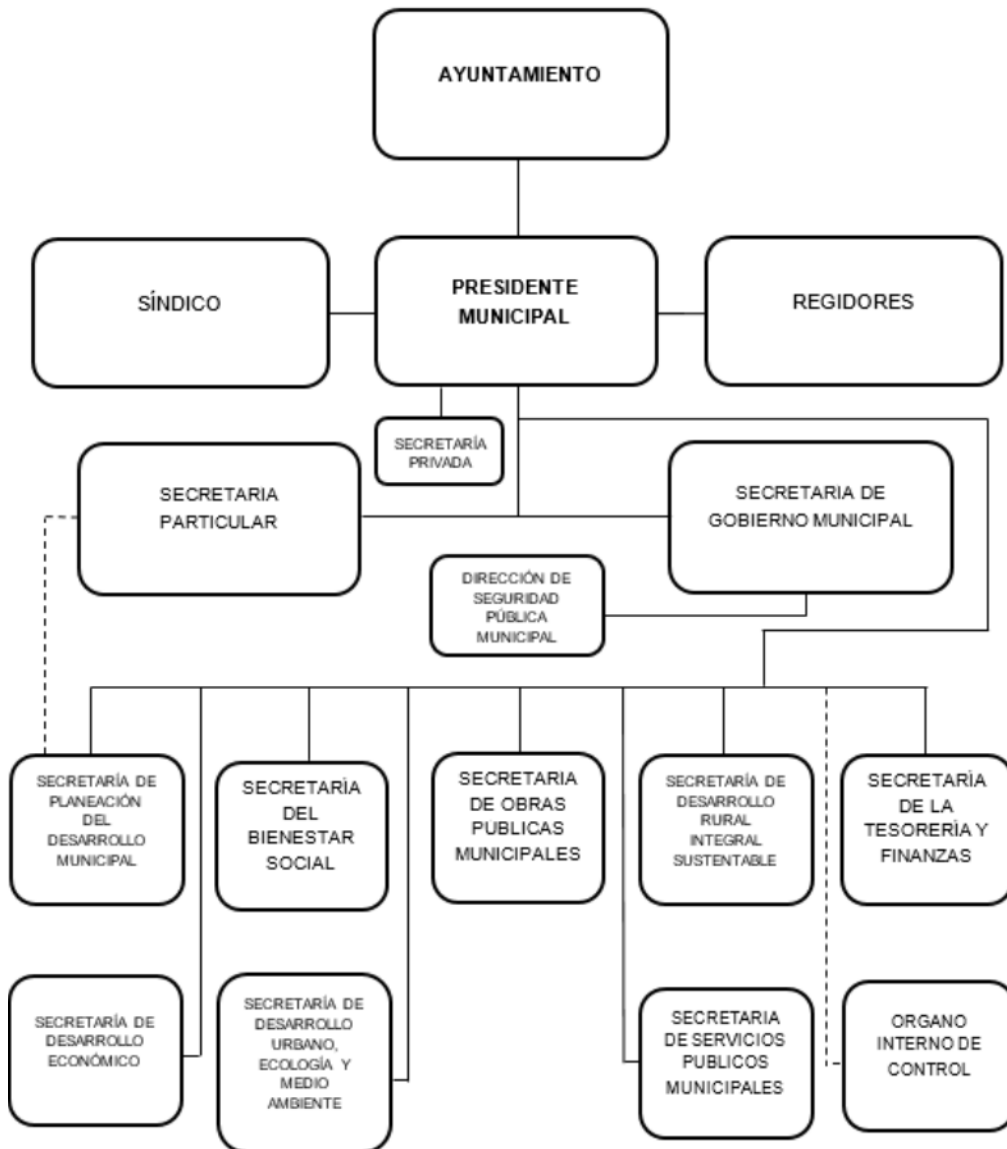 AYUNTAMIENTO
SÍNDICO
PRESIDENTE
MUNICIPAL
REGIDORES
SECRETARÍA
PRIVADA
SECRETARIA
PARTICULAR
SECRETARIA DE
GOBIERNO MUNICIPAL
DIRECCIÓN DE
SEGURIDAD
PÚBLICA
MUNICIPAL
SECRETARÍA DE
PLANEACIÓN
DEL
DESARROLLO
MUNICIPAL
SECRETARÌA
DEL
BIENESTAR
SOCIAL
SECRETARIA
DE OBRAS
PUBLICAS
MUNICIPALES
SECRETARÍA DE
DESARROLLO
RURAL
INTEGRAL
SUSTENTABLE
SECRETARÌA
DE LA
TESORERÌA Y
FINANZAS
SECRETARÍA DE
DESARROLLO
ECONÓMICO
SECRETARÍA DE
DESARROLLO
URBANO,
ECOLOGÍA Y
MEDIO
AMBIENTE
SECRETARIA
DE SERVICIOS
PUBLICOS
MUNICIPALES
ORGANO
INTERNO DE
CONTROL